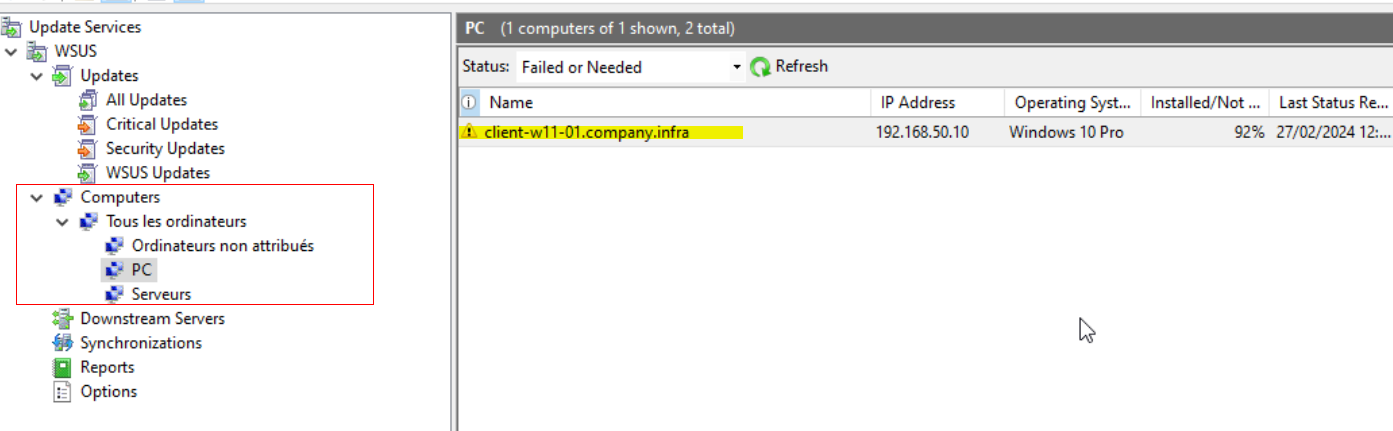 Update Services
WSUS
Updates
All Updates
Critical Updates
Security Updates
WSUS Updates
Computers
Tous les ordinateurs
Ordinateurs non attribués
PC
Serveurs
Downstream Servers
Synchronizations
Reports
Options
PC (1 computers of 1 shown, 2 total)
Status: Failed or Needed Refresh
Name IP Address Operating Syst... Installed/Not ... Last Status Re...
client-w11-01.company.infra 192.168.50.10 Windows 10 Pro 92% 27/02/2024 12:...